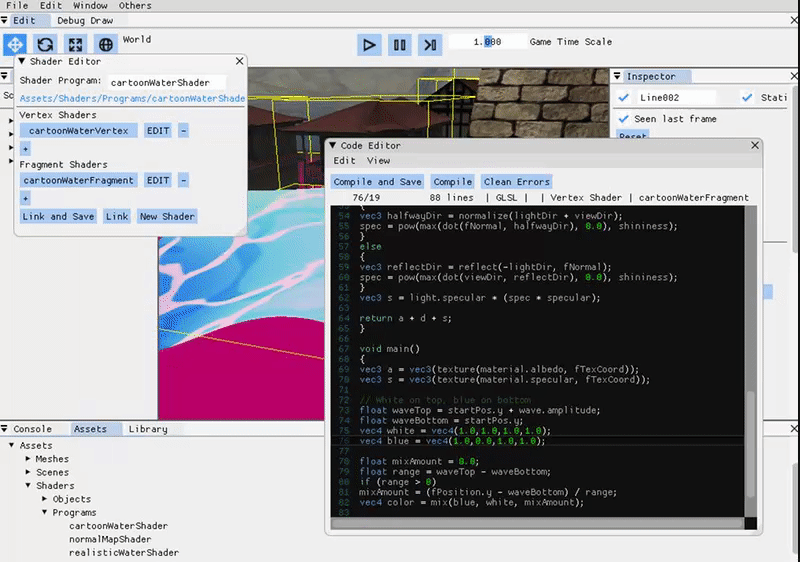 File Edit Window Others
Edit Debug Draw
World
1.000 Game Time Scale
Shader Editor
Shader Program: cartoonWaterShader
Assets/Shaders/Programs/cartoonWaterShade
Vertex Shaders
cartoonWaterVertex EDIT -
+
Fragment Shaders
cartoonWaterFragment EDIT -
+
Link and Save Link New Shader
Sc
Inspector
Line002 Stati
Seen last frame
Reset
Code Editor
Edit View
Compile and Save Compile Clean Errors
76/19 88 lines | GLSL | | Vertex Shader | cartoonWaterFragment
54 vec3 halfwayDir = normalize(lightDir + viewDir);
55 spec = pow(max(dot(fNormal, halfwayDir), 0.0), shininess);
56 }
57 else
58 {
59 vec3 reflectDir = reflect(-lightDir, fNormal);
60 spec = pow(max(dot(viewDir, reflectDir), 0.0), shininess);
61 }
62 vec3 s = light.specular * (spec * specular);
63
64 return a + d + s;
65 }
66
67 void main()
68 {
69 vec3 a = vec3(texture(material.albedo, fTexCoord));
70 vec3 s = vec3(texture(material.specular, fTexCoord));
71
72 // White on top, blue on bottom
73 float waveTop = startPos.y + wave.amplitude;
74 float waveBottom = startPos.y;
75 vec4 white = vec4(1.0,1.0,1.0,1.0);
76 vec4 blue = vec4(1.0,0.0,1.0,1.0);
77
78 float mixAmount = 0.0;
79 float range = waveTop - waveBottom;
80 if (range > 0)
81 mixAmount = (fPosition.y - waveBottom) / range;
82 vec4 color = mix(blue, white, mixAmount);
83
Console Assets Library
Assets
Meshes
Scenes
Shaders
Objects
Programs
cartoonWaterShader
normalMapShader
realisticWaterShader